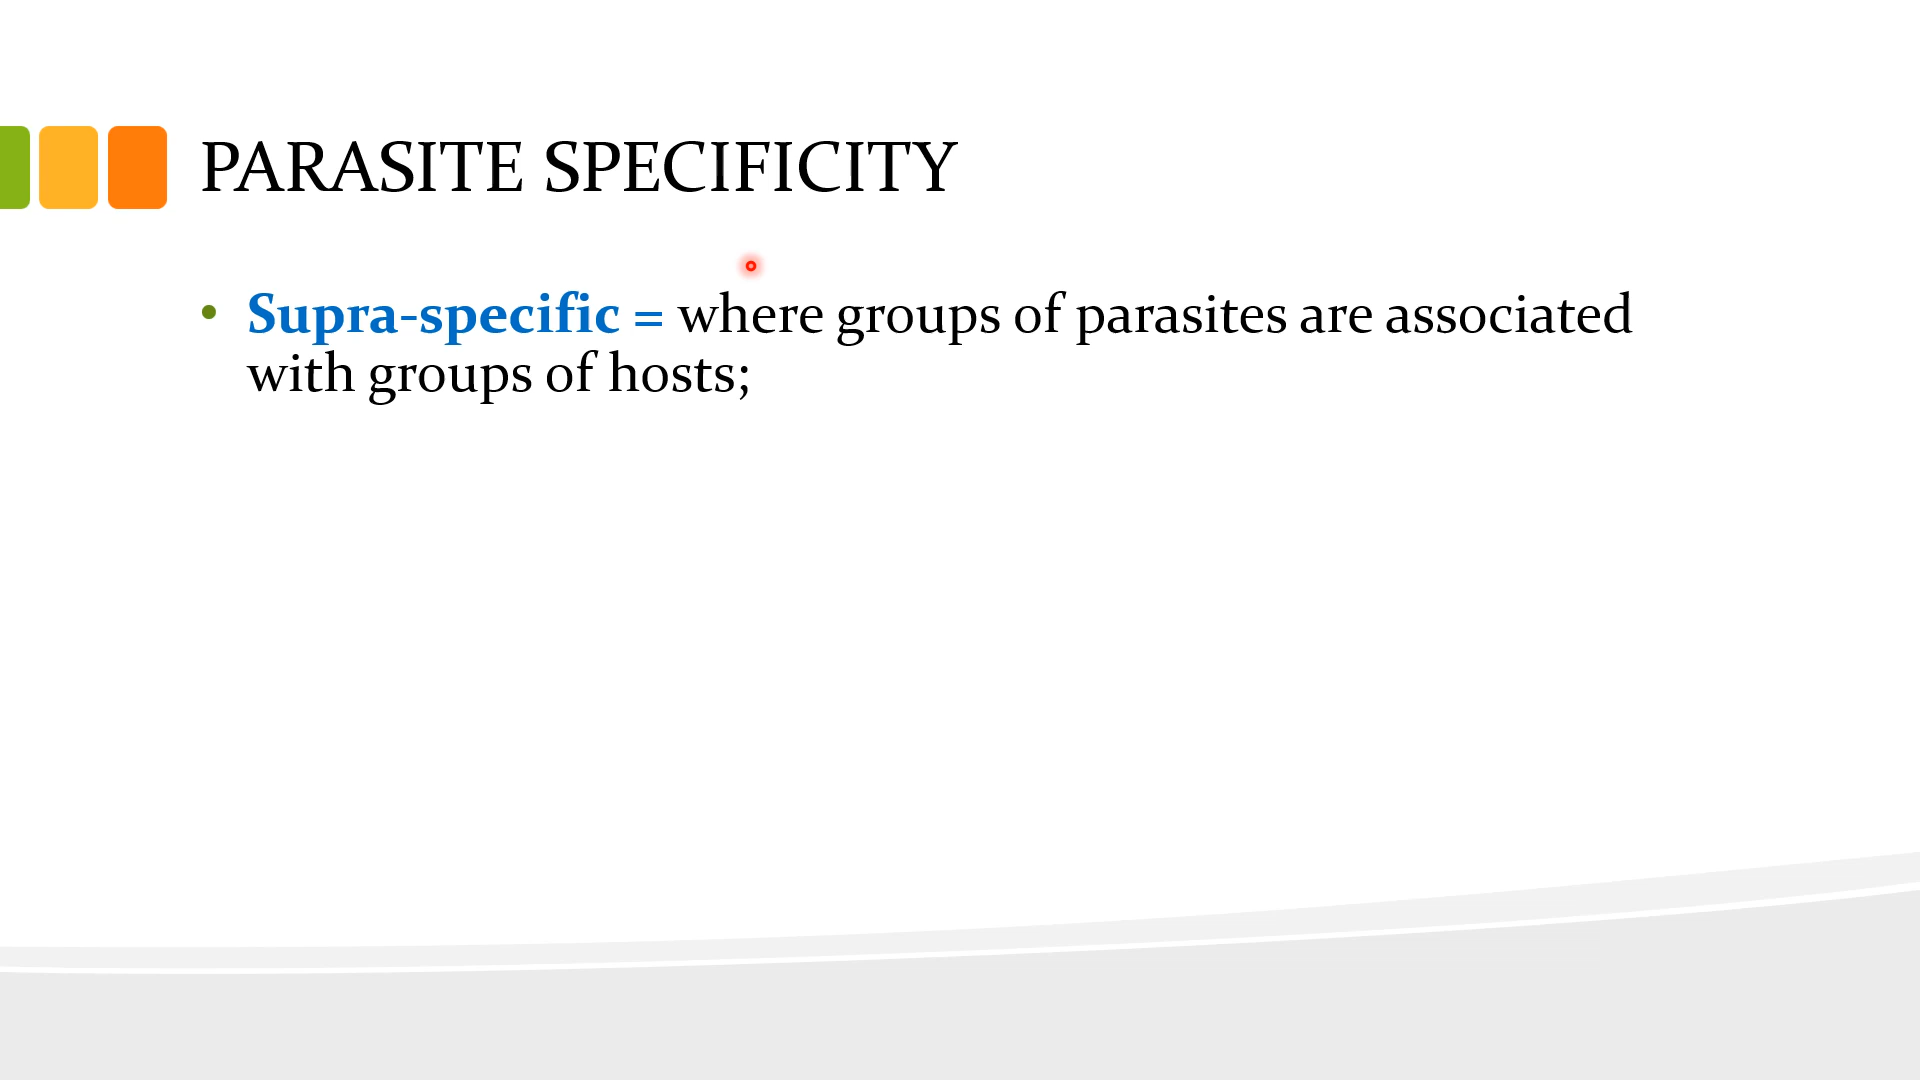 PARASITE SPECIFICITY
• Supra-specific = where groups of parasites are associated
with groups of hosts;